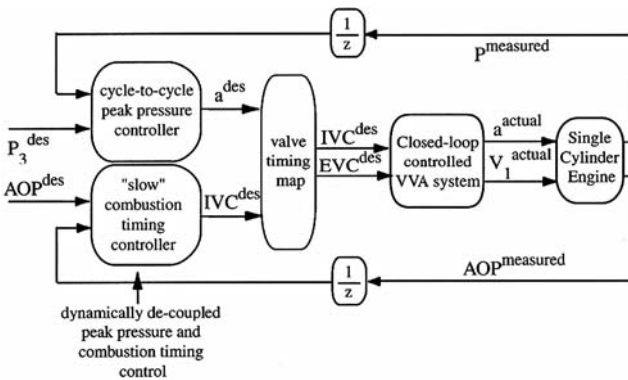 1
z
P^measured
cycle-to-cycle
peak pressure
controller
a^des
P_3^des
AOP^des
"slow"
combustion
timing
controller
IVC^des
valve
timing
map
IVC^des
EVC^des
Closed-loop
controlled
VVA system
a^actual
V_1^actual
Single
Cylinder
Engine
1
z
AOP^measured
dynamically de-coupled
peak pressure and
combustion timing
control